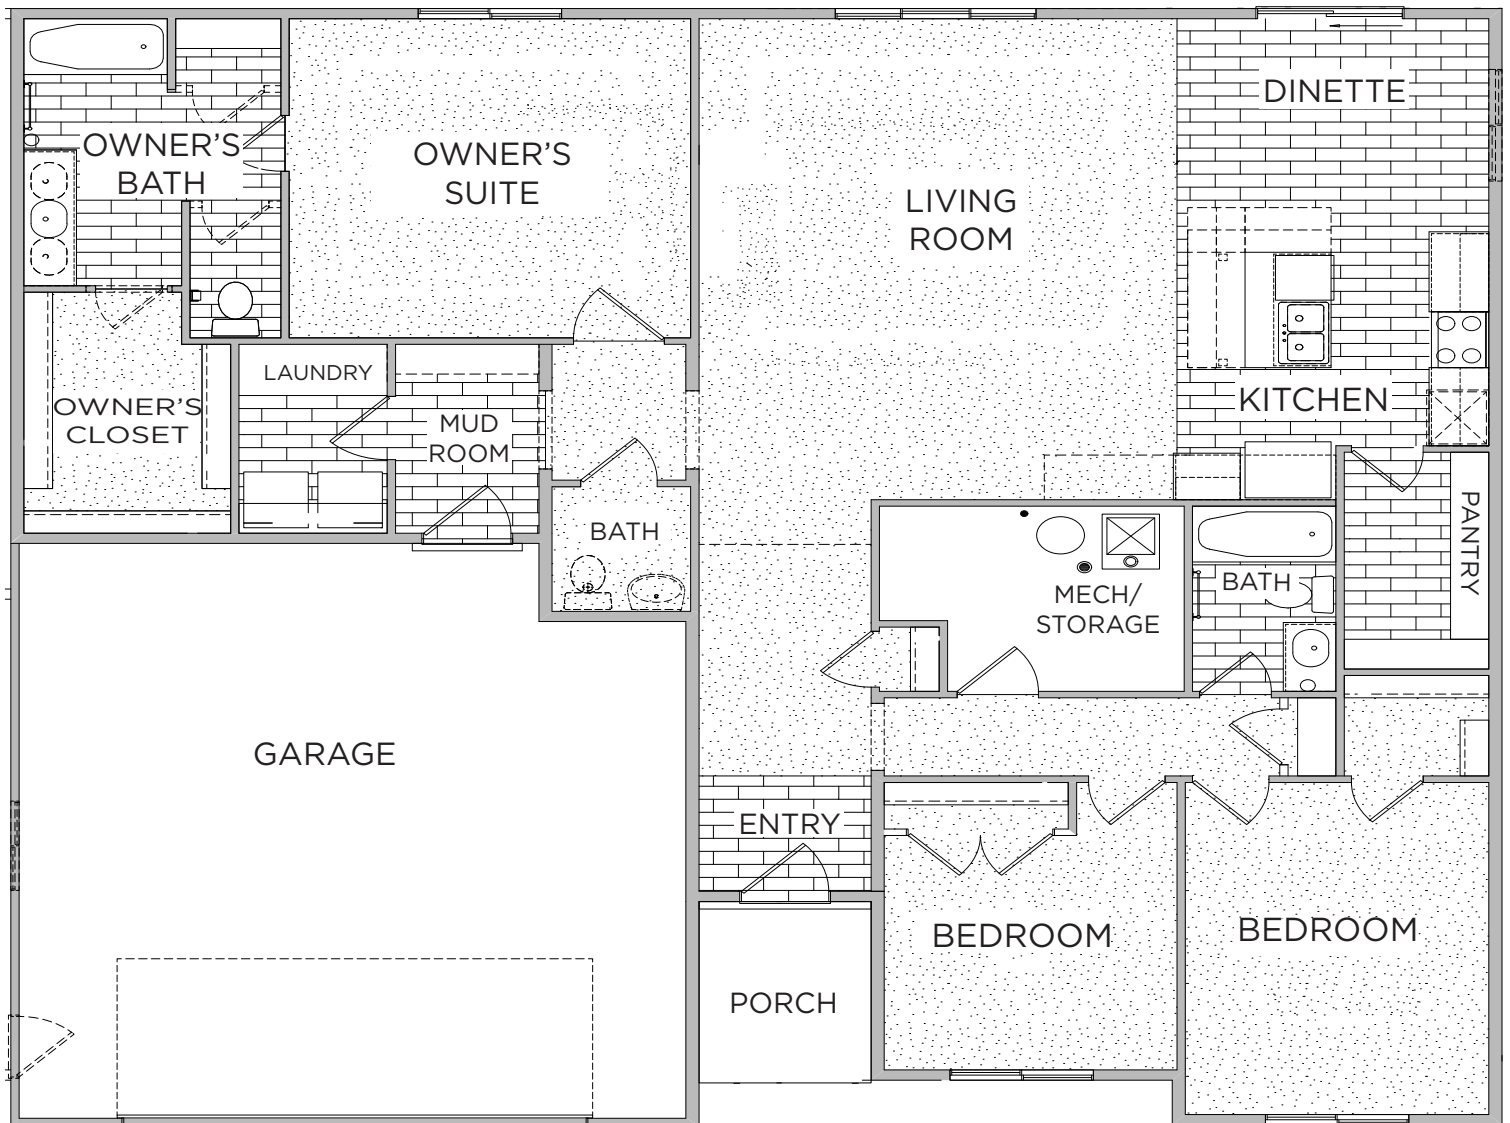 DINETTE
OWNER'S
BATH
OWNER'S
SUITE
LIVING
ROOM
LAUNDRY
OWNER'S
CLOSET
MUD
ROOM
KITCHEN
BATH
PANTRY
MECH/
STORAGE
BATH
GARAGE
ENTRY
BEDROOM
BEDROOM
PORCH